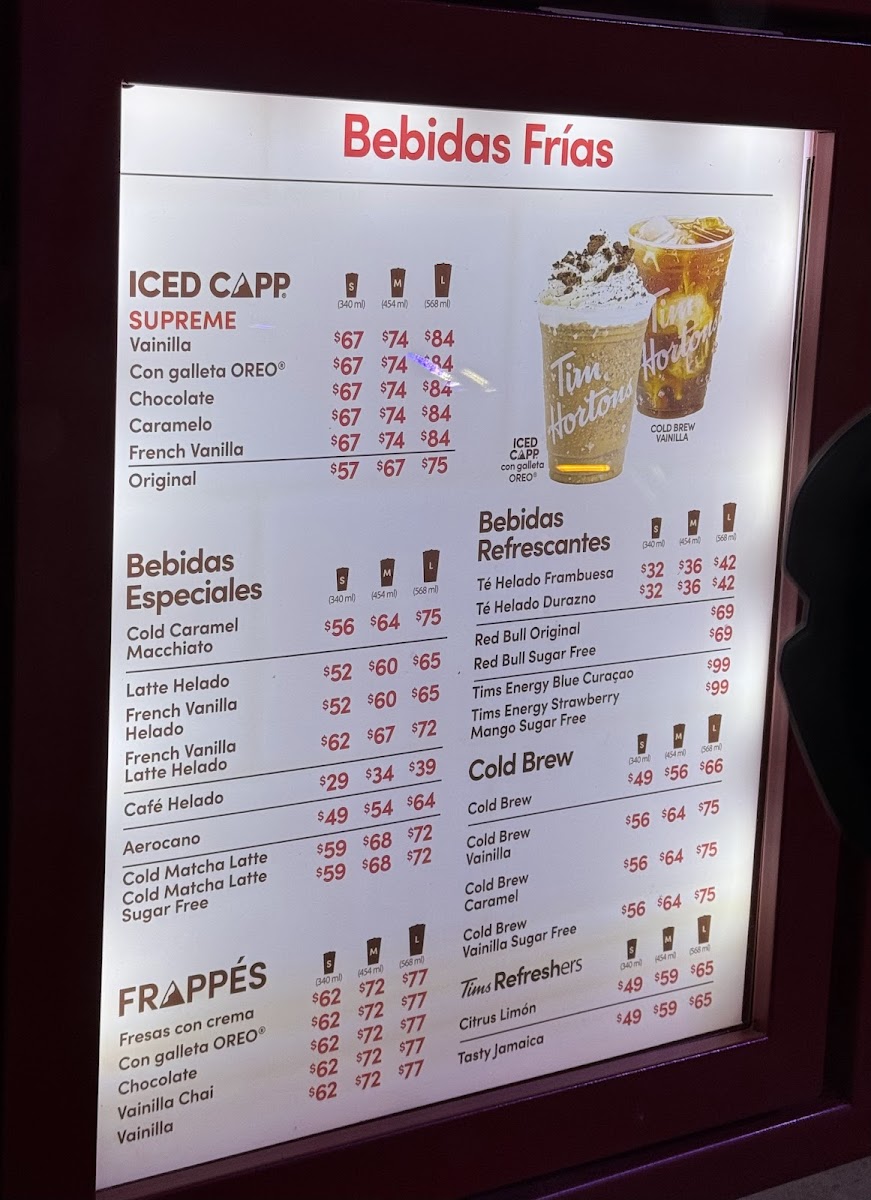 Bebidas Frías
ICED CAPP®
S M L
(340 ml) (454 ml) (568 ml)
SUPREME
Vainilla $67 $74 $84
Con galleta OREO® $67 $74 $84
Chocolate $67 $74 $84
Caramelo $67 $74 $84
French Vanilla $67 $74 $84
Original $57 $67 $75
Tim Hortons
Tim Hortons
COLD BREW
VAINILLA
ICED
CAPP
con galleta
OREO®
Bebidas
Especiales
S M L
(340 ml) (454 ml) (568 ml)
Cold Caramel
Macchiato $56 $64 $75
Latte Helado $52 $60 $65
French Vanilla
Helado $52 $60 $65
French Vanilla
Latte Helado $62 $67 $72
Café Helado $29 $34 $39
Aerocano $49 $54 $64
Cold Matcha Latte $59 $68 $72
Cold Matcha Latte
Sugar Free $59 $68 $72
FRAPPÉS
S M L
(340 ml) (454 ml) (568 ml)
Fresas con crema $62 $72 $77
Con galleta OREO® $62 $72 $77
Chocolate $62 $72 $77
Vainilla Chai $62 $72 $77
Vainilla $62 $72 $77
Bebidas
Refrescantes
S M L
(340 ml) (454 ml) (568 ml)
Té Helado Frambuesa $32 $36 $42
Té Helado Durazno $32 $36 $42
Red Bull Original $69
Red Bull Sugar Free $69
Tims Energy Blue Curaçao $99
Tims Energy Strawberry
Mango Sugar Free $99
Cold Brew
S M L
(340 ml) (454 ml) (568 ml)
Cold Brew $49 $56 $66
Cold Brew
Vainilla $56 $64 $75
Cold Brew
Caramel $56 $64 $75
Cold Brew
Vainilla Sugar Free $56 $64 $75
Tims Refreshers
S M L
(340 ml) (454 ml) (568 ml)
Citrus Limón $49 $59 $65
Tasty Jamaica $49 $59 $65